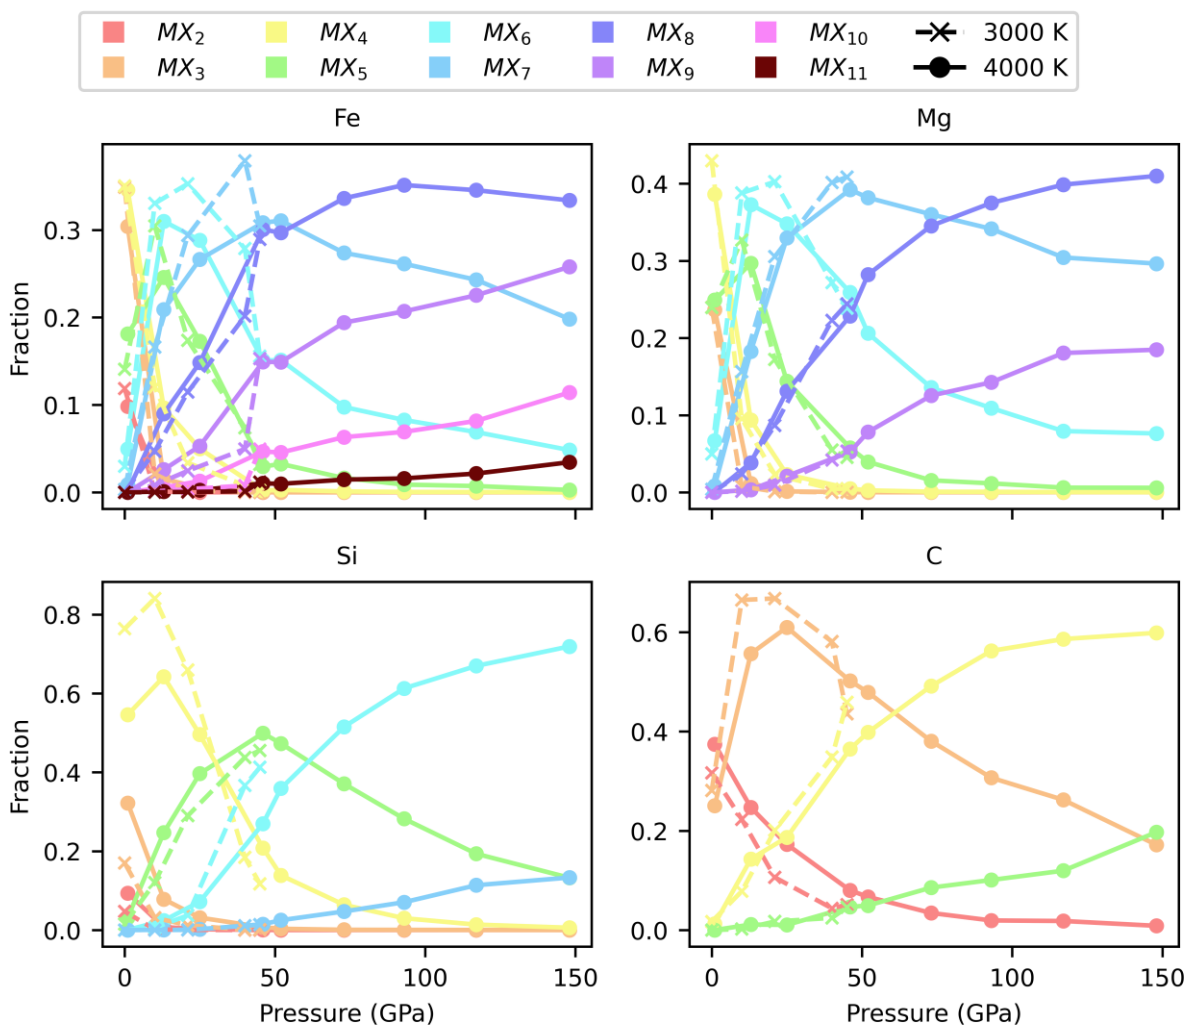 MX₂ MX₄ MX₆ MX₈ MX₁₀ 3000 K
MX₃ MX₅ MX₇ MX₉ MX₁₁ 4000 K
Fe
0.3
0.2
0.1
0.0
Fraction
Mg
0.4
0.3
0.2
0.1
0.0
Si
0.8
0.6
0.4
0.2
0.0
Fraction
0 50 100 150
Pressure (GPa)
C
0.6
0.4
0.2
0.0
0 50 100 150
Pressure (GPa)